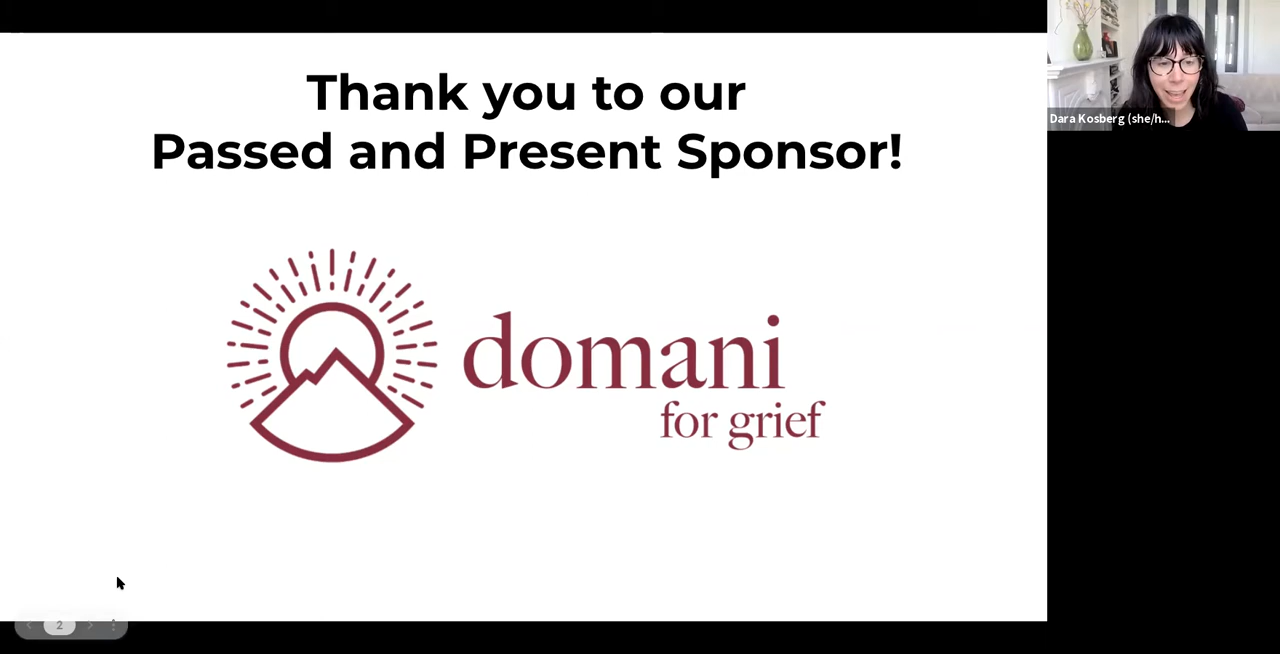 Thank you to our
Passed and Present Sponsor!
domani
for grief
Dara Kosberg (she/h...
2